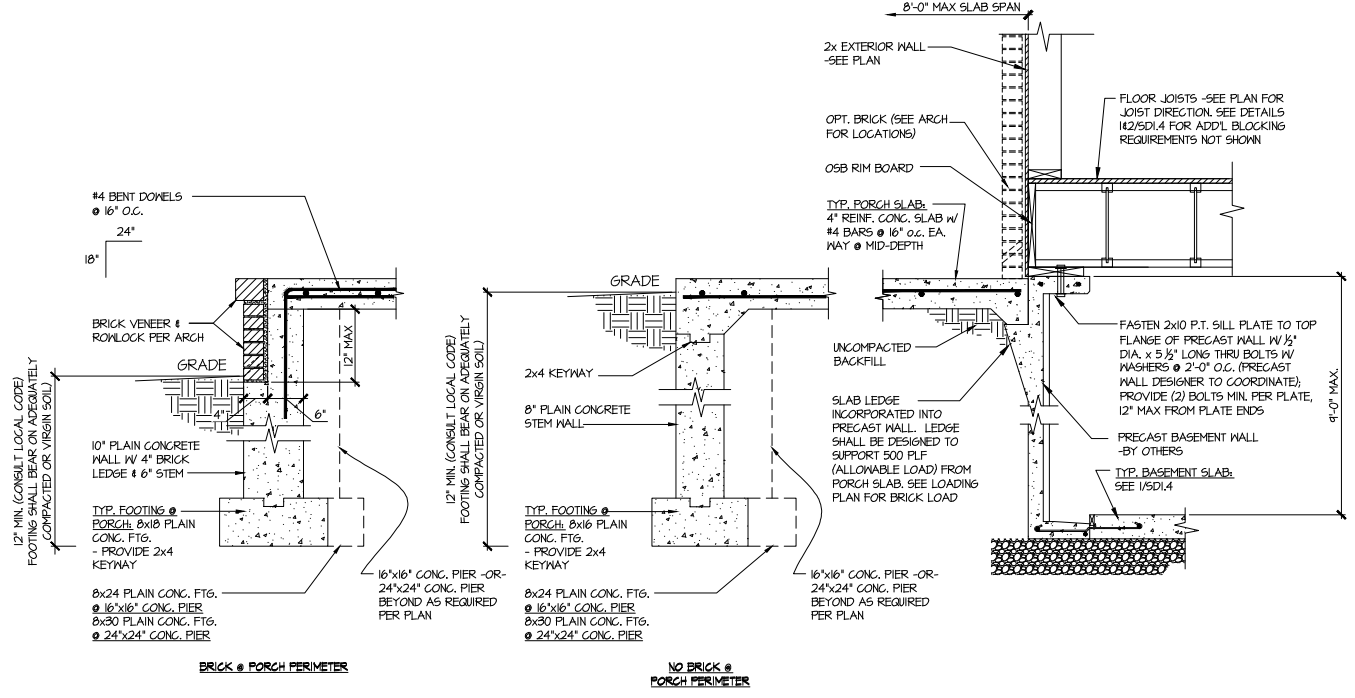 8'-0" MAX SLAB SPAN
2x EXTERIOR WALL
-SEE PLAN
FLOOR JOISTS -SEE PLAN FOR
JOIST DIRECTION. SEE DETAILS
1&2/SD1.4 FOR ADD'L BLOCKING
REQUIREMENTS NOT SHOWN
OPT. BRICK (SEE ARCH
FOR LOCATIONS)
OSB RIM BOARD
TYP. PORCH SLAB:
4" REINF. CONC. SLAB W/
#4 BARS @ 16" o.c. EA.
WAY @ MID-DEPTH
#4 BENT DOWELS
@ 16" O.C.
24"
18"
GRADE
BRICK VENEER &
ROWLOCK PER ARCH
GRADE
12" MAX
4"
6"
12" MIN. (CONSULT LOCAL CODE)
FOOTING SHALL BEAR ON ADEQUATELY
COMPACTED OR VIRGIN SOIL)
10" PLAIN CONCRETE
WALL W/ 4" BRICK
LEDGE & 6" STEM
TYP. FOOTING @
PORCH: 8x18 PLAIN
CONC. FTG.
- PROVIDE 2x4
KEYWAY
8x24 PLAIN CONC. FTG.
@ 16"x16" CONC. PIER
8x30 PLAIN CONC. FTG.
@ 24"x24" CONC. PIER
16"x16" CONC. PIER -OR-
24"x24" CONC. PIER
BEYOND AS REQUIRED
PER PLAN
BRICK @ PORCH PERIMETER
12" MIN. (CONSULT LOCAL CODE)
FOOTING SHALL BEAR ON ADEQUATELY
COMPACTED OR VIRGIN SOIL)
2x4 KEYWAY
8" PLAIN CONCRETE
STEM WALL
TYP. FOOTING @
PORCH: 8x16 PLAIN
CONC. FTG.
- PROVIDE 2x4
KEYWAY
8x24 PLAIN CONC. FTG.
@ 16"x16" CONC. PIER
8x30 PLAIN CONC. FTG.
@ 24"x24" CONC. PIER
16"x16" CONC. PIER -OR-
24"x24" CONC. PIER
BEYOND AS REQUIRED
PER PLAN
NO BRICK @
PORCH PERIMETER
UNCOMPACTED
BACKFILL
SLAB LEDGE
INCORPORATED INTO
PRECAST WALL. LEDGE
SHALL BE DESIGNED TO
SUPPORT 500 PLF
(ALLOWABLE LOAD) FROM
PORCH SLAB. SEE LOADING
PLAN FOR BRICK LOAD
FASTEN 2x10 P.T. SILL PLATE TO TOP
FLANGE OF PRECAST WALL W/ ½"
DIA. x 5 ½" LONG THRU BOLTS W/
WASHERS @ 2'-0" O.C. (PRECAST
WALL DESIGNER TO COORDINATE);
PROVIDE (2) BOLTS MIN. PER PLATE,
12" MAX FROM PLATE ENDS
PRECAST BASEMENT WALL
-BY OTHERS
TYP. BASEMENT SLAB:
SEE 1/SD1.4
9'-0" MAX.